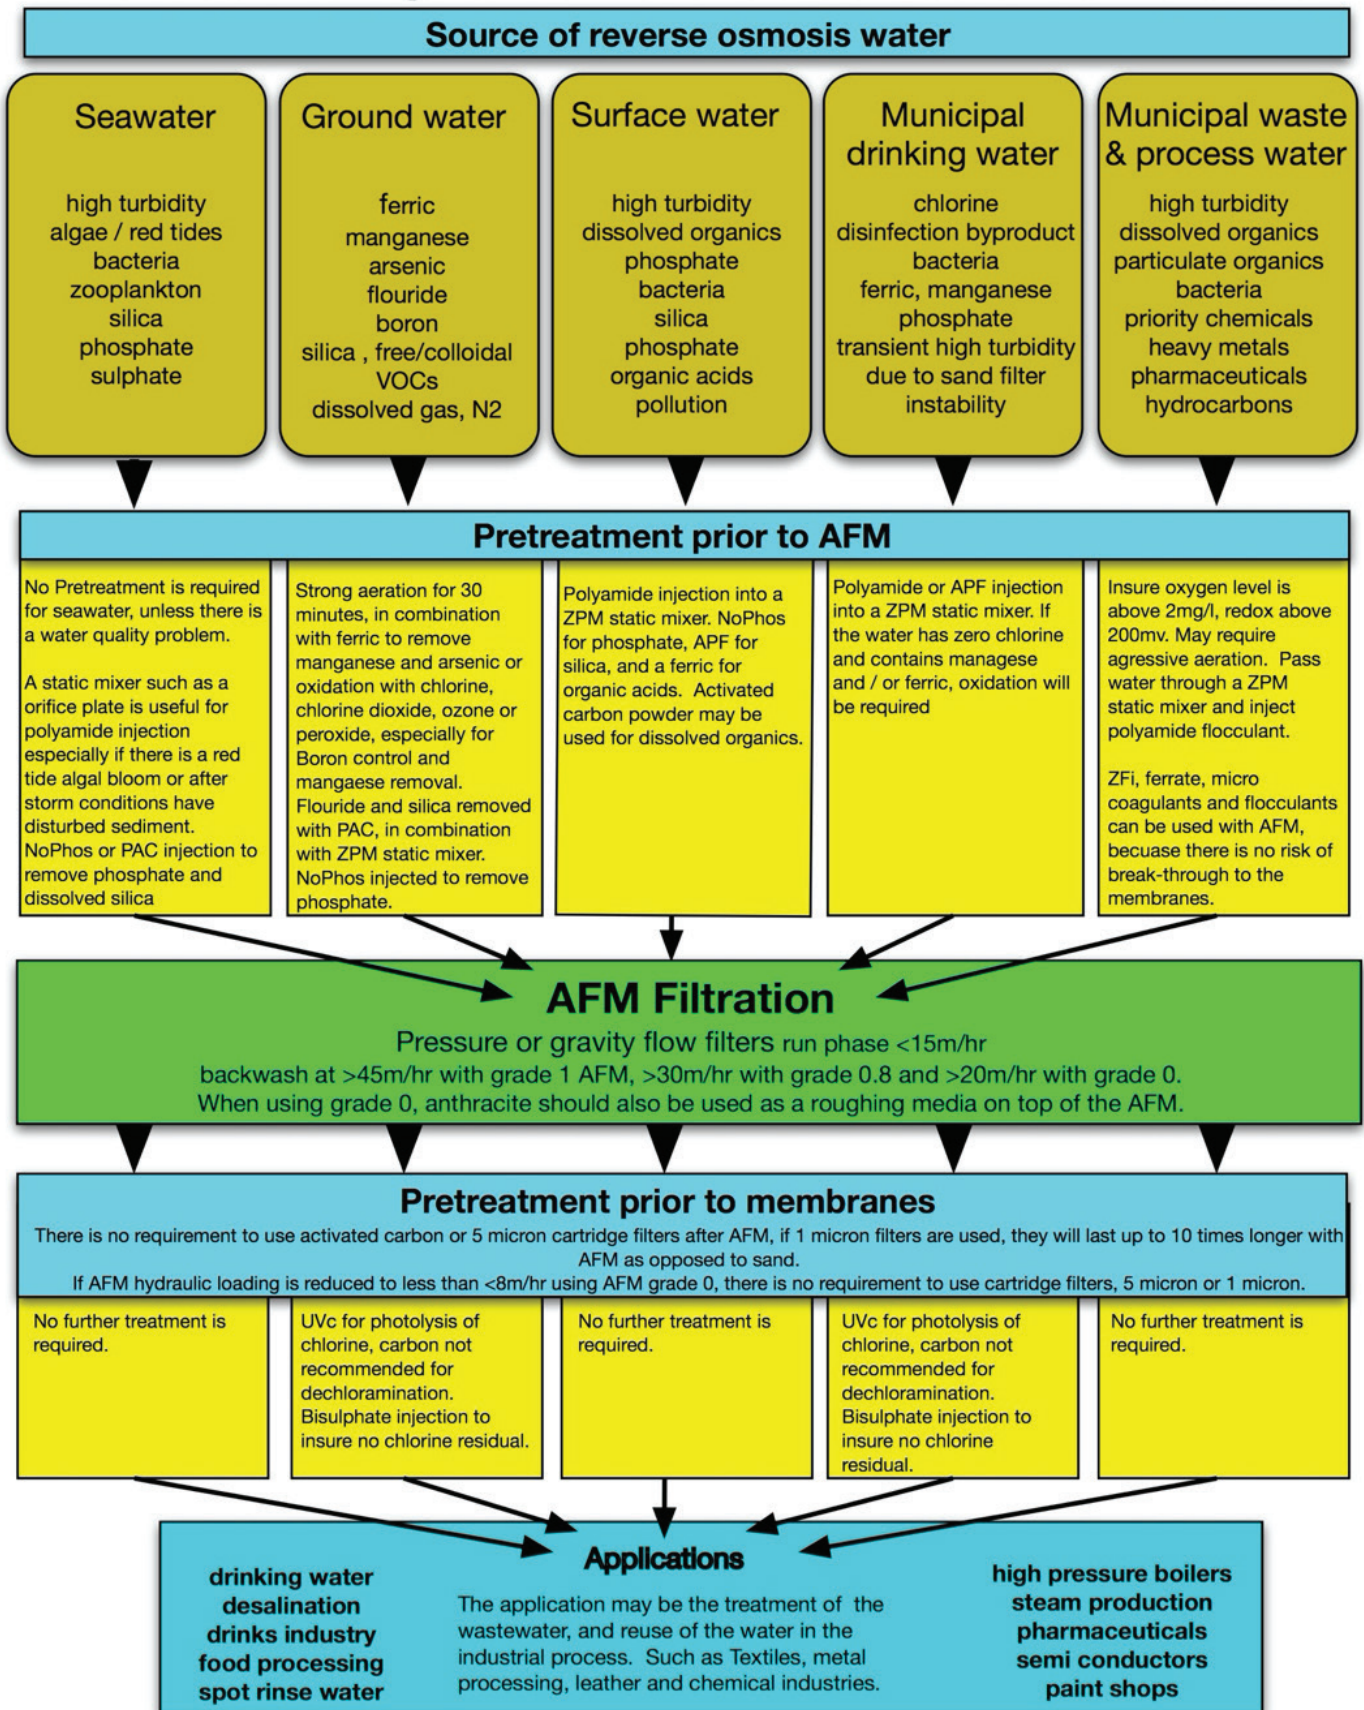 Source of reverse osmosis water
Seawater
high turbidity
algae / red tides
bacteria
zooplankton
silica
phosphate
sulphate
Ground water
ferric
manganese
arsenic
flouride
boron
silica , free/colloidal
VOCs
dissolved gas, N2
Surface water
high turbidity
dissolved organics
phosphate
bacteria
silica
phosphate
organic acids
pollution
Municipal
drinking water
chlorine
disinfection byproduct
bacteria
ferric, manganese
phosphate
transient high turbidity
due to sand filter
instability
Municipal waste
& process water
high turbidity
dissolved organics
particulate organics
bacteria
priority chemicals
heavy metals
pharmaceuticals
hydrocarbons
Pretreatment prior to AFM
No Pretreatment is required
for seawater, unless there is
a water quality problem.
A static mixer such as a
orifice plate is useful for
polyamide injection
especially if there is a red
tide algal bloom or after
storm conditions have
disturbed sediment.
NoPhos or PAC injection to
remove phosphate and
dissolved silica
Strong aeration for 30
minutes, in combination
with ferric to remove
manganese and arsenic or
oxidation with chlorine,
chlorine dioxide, ozone or
peroxide, especially for
Boron control and
mangaese removal.
Flouride and silica removed
with PAC, in combination
with ZPM static mixer.
NoPhos injected to remove
phosphate.
Polyamide injection into a
ZPM static mixer. NoPhos
for phosphate, APF for
silica, and a ferric for
organic acids. Activated
carbon powder may be
used for dissolved organics.
Polyamide or APF injection
into a ZPM static mixer. If
the water has zero chlorine
and contains managese
and / or ferric, oxidation will
be required
Insure oxygen level is
above 2mg/l, redox above
200mv. May require
agressive aeration. Pass
water through a ZPM
static mixer and inject
polyamide flocculant.
ZFi, ferrate, micro
coagulants and flocculants
can be used with AFM,
becuase there is no risk of
break-through to the
membranes.
AFM Filtration
Pressure or gravity flow filters run phase <15m/hr
backwash at >45m/hr with grade 1 AFM, >30m/hr with grade 0.8 and >20m/hr with grade 0.
When using grade 0, anthracite should also be used as a roughing media on top of the AFM.
Pretreatment prior to membranes
There is no requirement to use activated carbon or 5 micron cartridge filters after AFM, if 1 micron filters are used, they will last up to 10 times longer with
AFM as opposed to sand.
If AFM hydraulic loading is reduced to less than <8m/hr using AFM grade 0, there is no requirement to use cartridge filters, 5 micron or 1 micron.
No further treatment is
required.
UVc for photolysis of
chlorine, carbon not
recommended for
dechloramination.
Bisulphate injection to
insure no chlorine residual.
No further treatment is
required.
UVc for photolysis of
chlorine, carbon not
recommended for
dechloramination.
Bisulphate injection to
insure no chlorine
residual.
No further treatment is
required.
Applications
drinking water
desalination
drinks industry
food processing
spot rinse water
The application may be the treatment of the
wastewater, and reuse of the water in the
industrial process. Such as Textiles, metal
processing, leather and chemical industries.
high pressure boilers
steam production
pharmaceuticals
semi conductors
paint shops